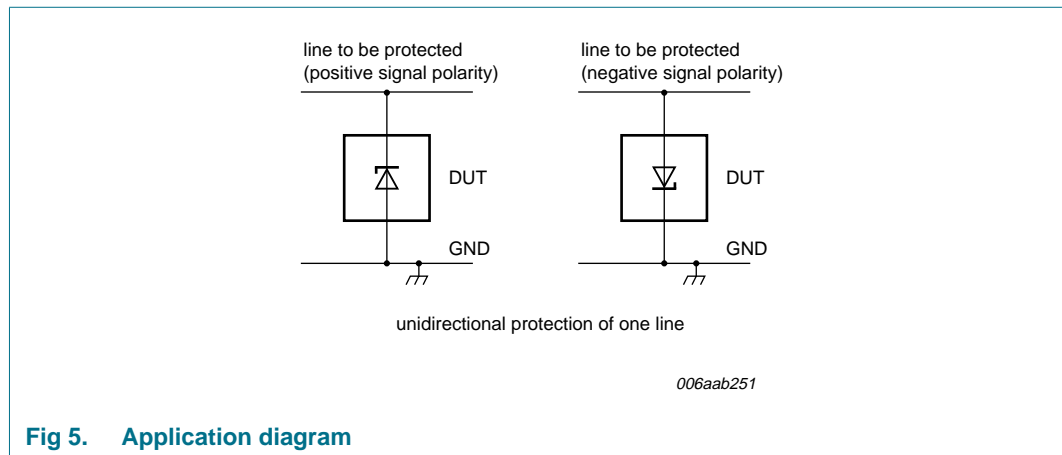 line to be protected
(positive signal polarity)
DUT
GND
line to be protected
(negative signal polarity)
DUT
GND
unidirectional protection of one line
006aab251
Fig 5. Application diagram